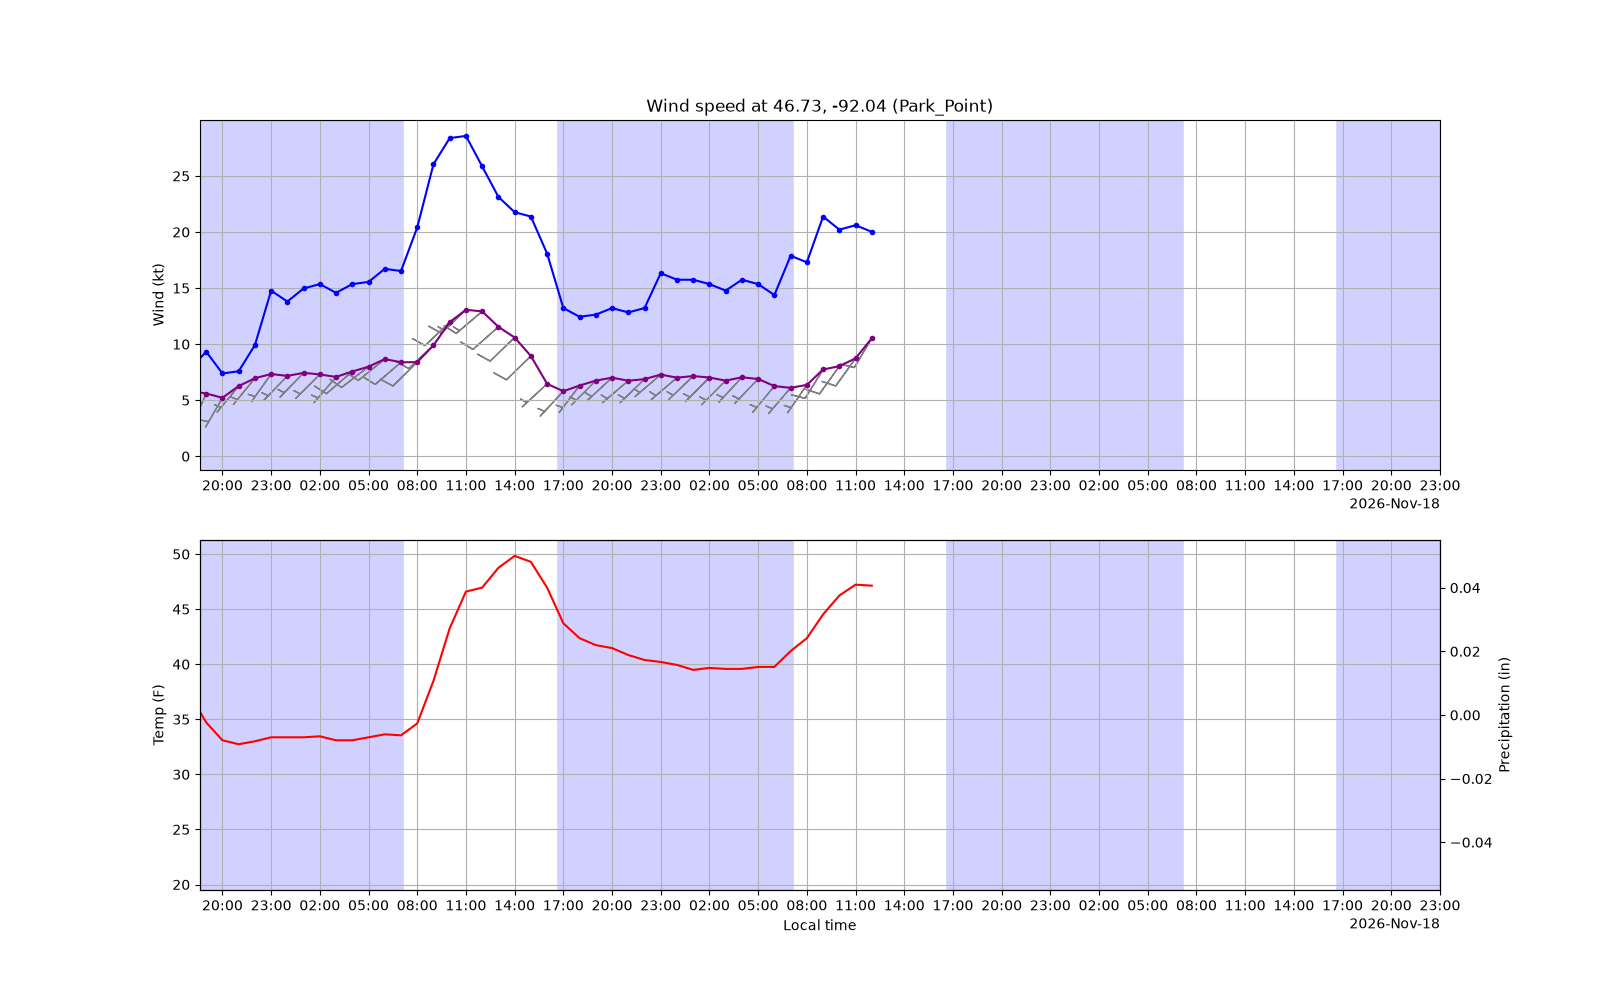 Wind speed at 46.73, -92.04 (Park_Point)
Wind (kt)
25
20
15
10
5
0
20:00 23:00 02:00 05:00 08:00 11:00 14:00 17:00 20:00 23:00 02:00 05:00 08:00 11:00 14:00 17:00 20:00 23:00 02:00 05:00 08:00 11:00 14:00 17:00 20:00 23:00
2026-Nov-18
Temp (F)
50
45
40
35
30
25
20
0.04
0.02
0.00
−0.02
−0.04
Precipitation (in)
20:00 23:00 02:00 05:00 08:00 11:00 14:00 17:00 20:00 23:00 02:00 05:00 08:00 11:00 14:00 17:00 20:00 23:00 02:00 05:00 08:00 11:00 14:00 17:00 20:00 23:00
Local time
2026-Nov-18